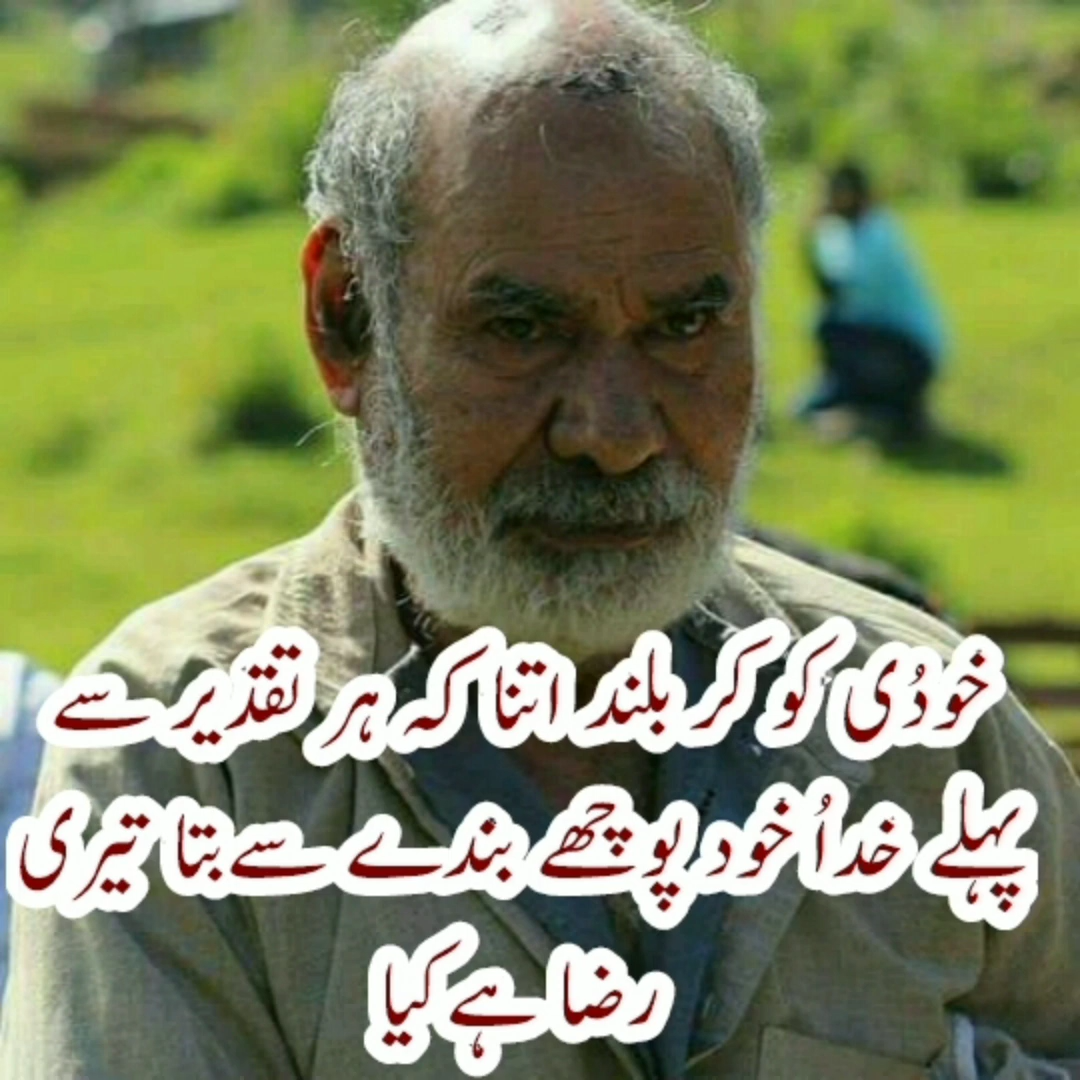 خودُی کو کر بلند اتنا کہ ہر تقدیر سے
پہلے خداُ خود پوچھے بندے سے بتا تیری
رضا ہے کیا